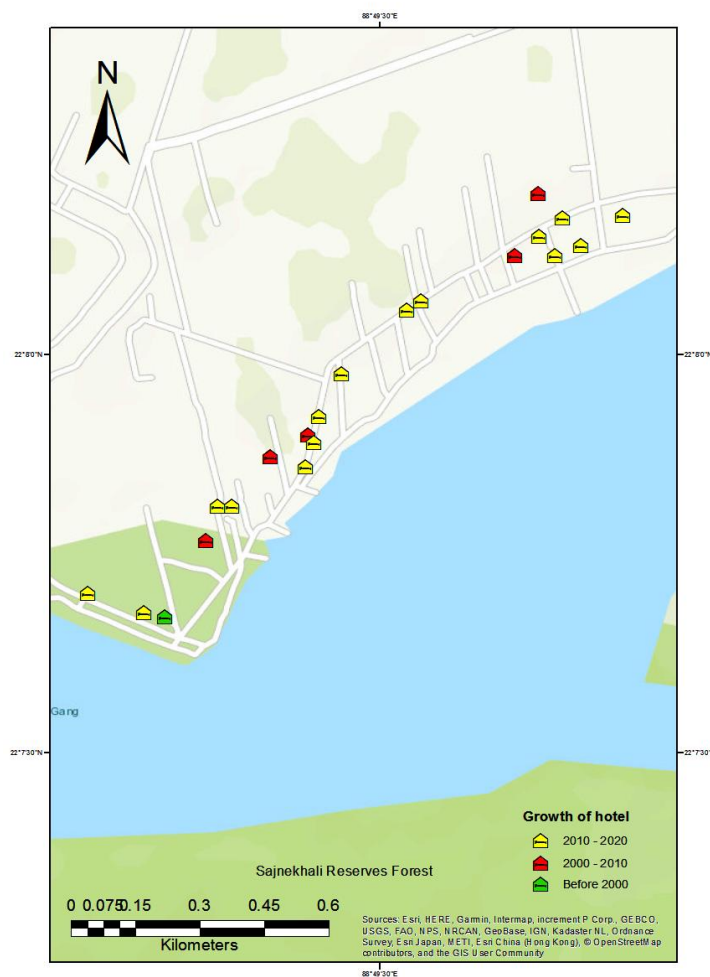 88°49'30"E
N
22°8'0"N
22°8'0"N
Gang
22°7'30"N
22°7'30"N
Growth of hotel
2010 - 2020
2000 - 2010
Before 2000
Sajnekhali Reserves Forest
0 0.075 0.15 0.3 0.45 0.6
Kilometers
Sources: Esri, HERE, Garmin, Intermap, increment P Corp., GEBCO,
USGS, FAO, NPS, NRCAN, GeoBase, IGN, Kadaster NL, Ordnance
Survey, Esri Japan, METI, Esri China (Hong Kong), © OpenStreetMap
contributors, and the GIS User Community
88°49'30"E